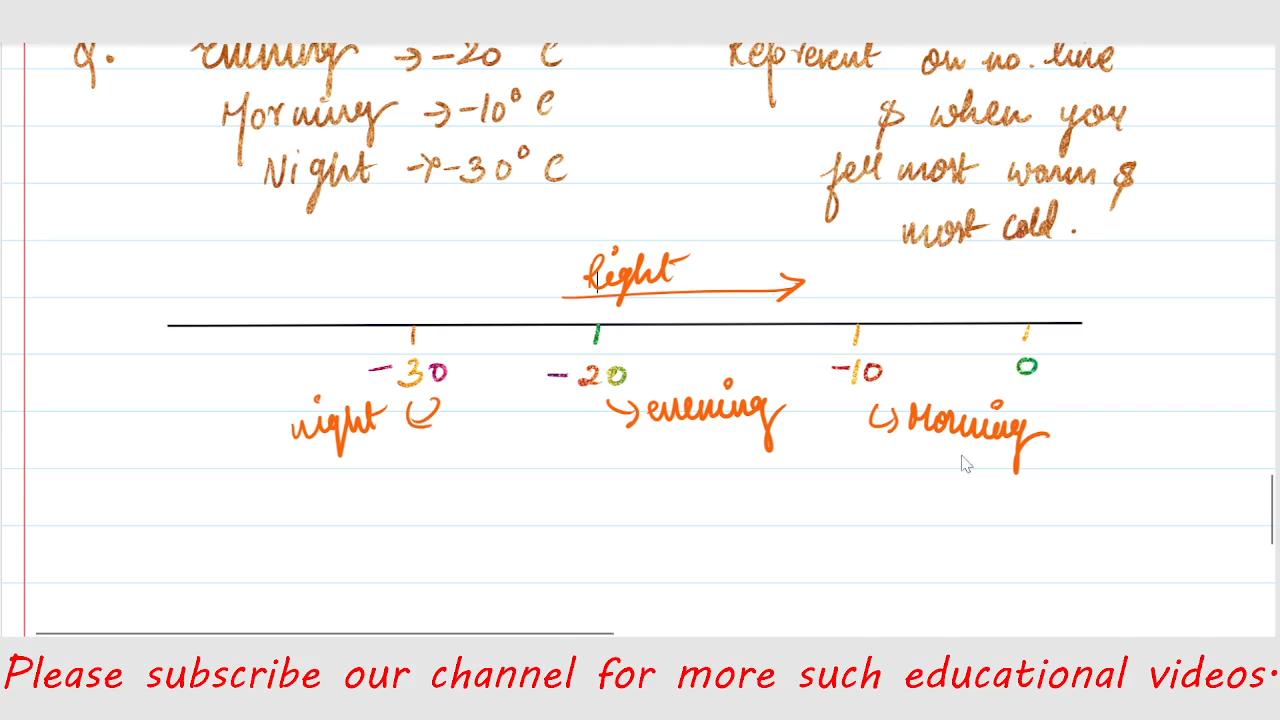 Q. Evening → -20 C Represent on no. line
Morning → -10° C & when you
Night → -30° C feel most warm &
most cold.
Right
-30 -20 -10 0
night evening Morning
Please subscribe our channel for more such educational videos.